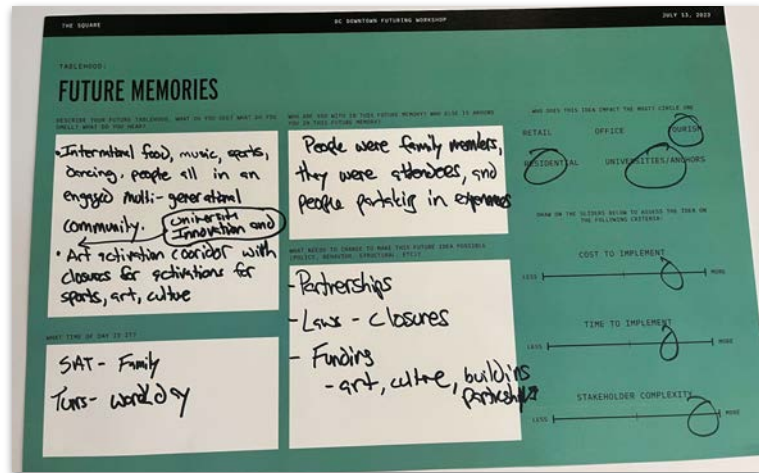 THE SQUARE
DC DOWNTOWN FUTURING WORKSHOP
JULY 13, 2023
TABLEHOOD:
FUTURE MEMORIES
DESCRIBE YOUR FUTURE TABLEHOOD. WHAT DO YOU SEE? WHAT DO YOU
SMELL? WHAT DO YOU HEAR?
• International food, music, sports,
dancing. people all in an
engaged multi-generational
community.
University
Innovation and
• Art activation cooridor with
closures for activations for
sports, art, culture
WHAT TIME OF DAY IS IT?
SAT - Family
Turs - workday
WHO ARE YOU WITH IN THIS FUTURE MEMORY? WHO ELSE IS AROUND
YOU IN THIS FUTURE MEMORY?
People were family members,
they were attendees, and
people partaking in
WHAT NEEDS TO CHANGE TO MAKE THIS FUTURE IDEA POSSIBLE
(POLICY, BEHAVIOR, STRUCTURAL, ETC)?
- Partnerships
- Laws - closures
- Funding
- art, culture, building
partnerships
WHO DOES THIS IDEA IMPACT THE MOST? CIRCLE ONE
RETAIL
OFFICE
TOURISM
RESIDENTIAL
UNIVERSITIES/ANCHORS
DRAW ON THE SLIDERS BELOW TO ASSESS THE IDEA ON
THE FOLLOWING CRITERIA:
COST TO IMPLEMENT
LESS
MORE
TIME TO IMPLEMENT
LESS
MORE
STAKEHOLDER COMPLEXITY
LESS
MORE